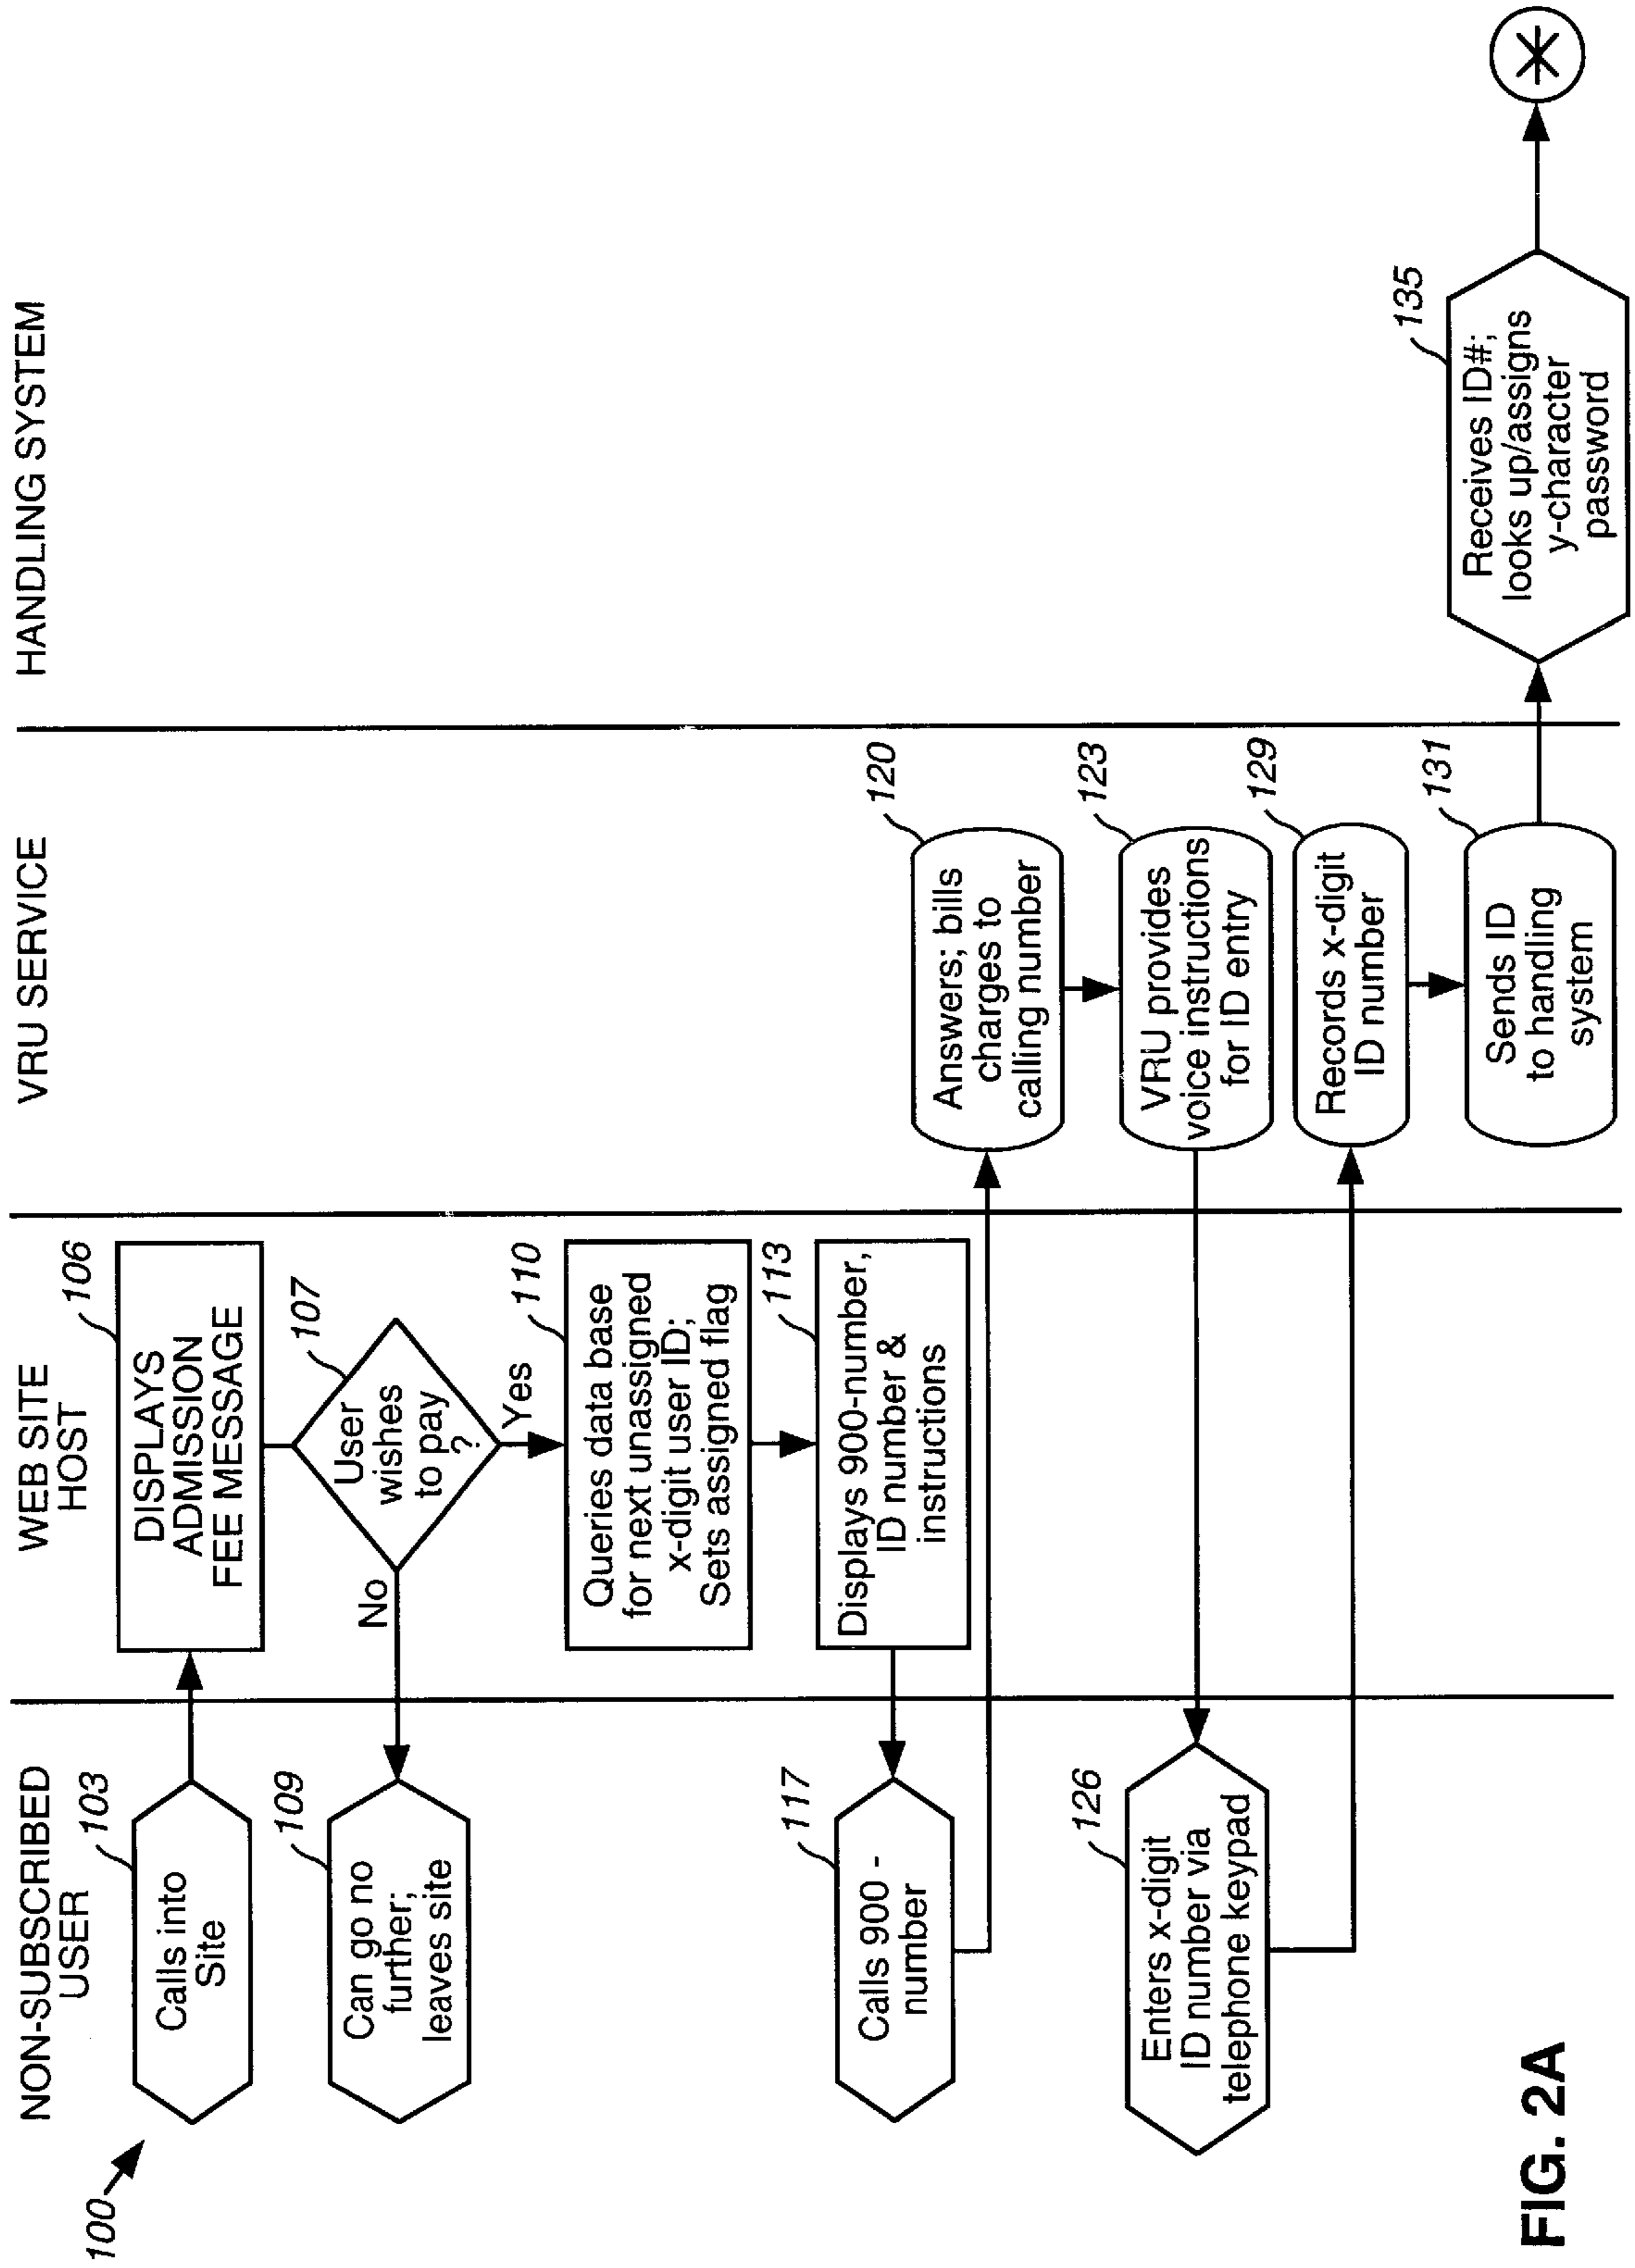 100
NON-SUBSCRIBED
USER
WEB SITE
HOST
VRU SERVICE
HANDLING SYSTEM
103
Calls into
Site
106
DISPLAYS
ADMISSION
FEE MESSAGE
107
User
wishes
to pay
?
No
Yes
109
Can go no
further;
leaves site
110
Queries data base
for next unassigned
x-digit user ID;
Sets assigned flag
113
Displays 900-number,
ID number &
instructions
117
Calls 900 -
number
120
Answers; bills
charges to
calling number
123
VRU provides
voice instructions
for ID entry
126
Enters x-digit
ID number via
telephone keypad
129
Records x-digit
ID number
131
Sends ID
to handling
system
135
Receives ID#;
looks up/assigns
y-character
password
FIG. 2A